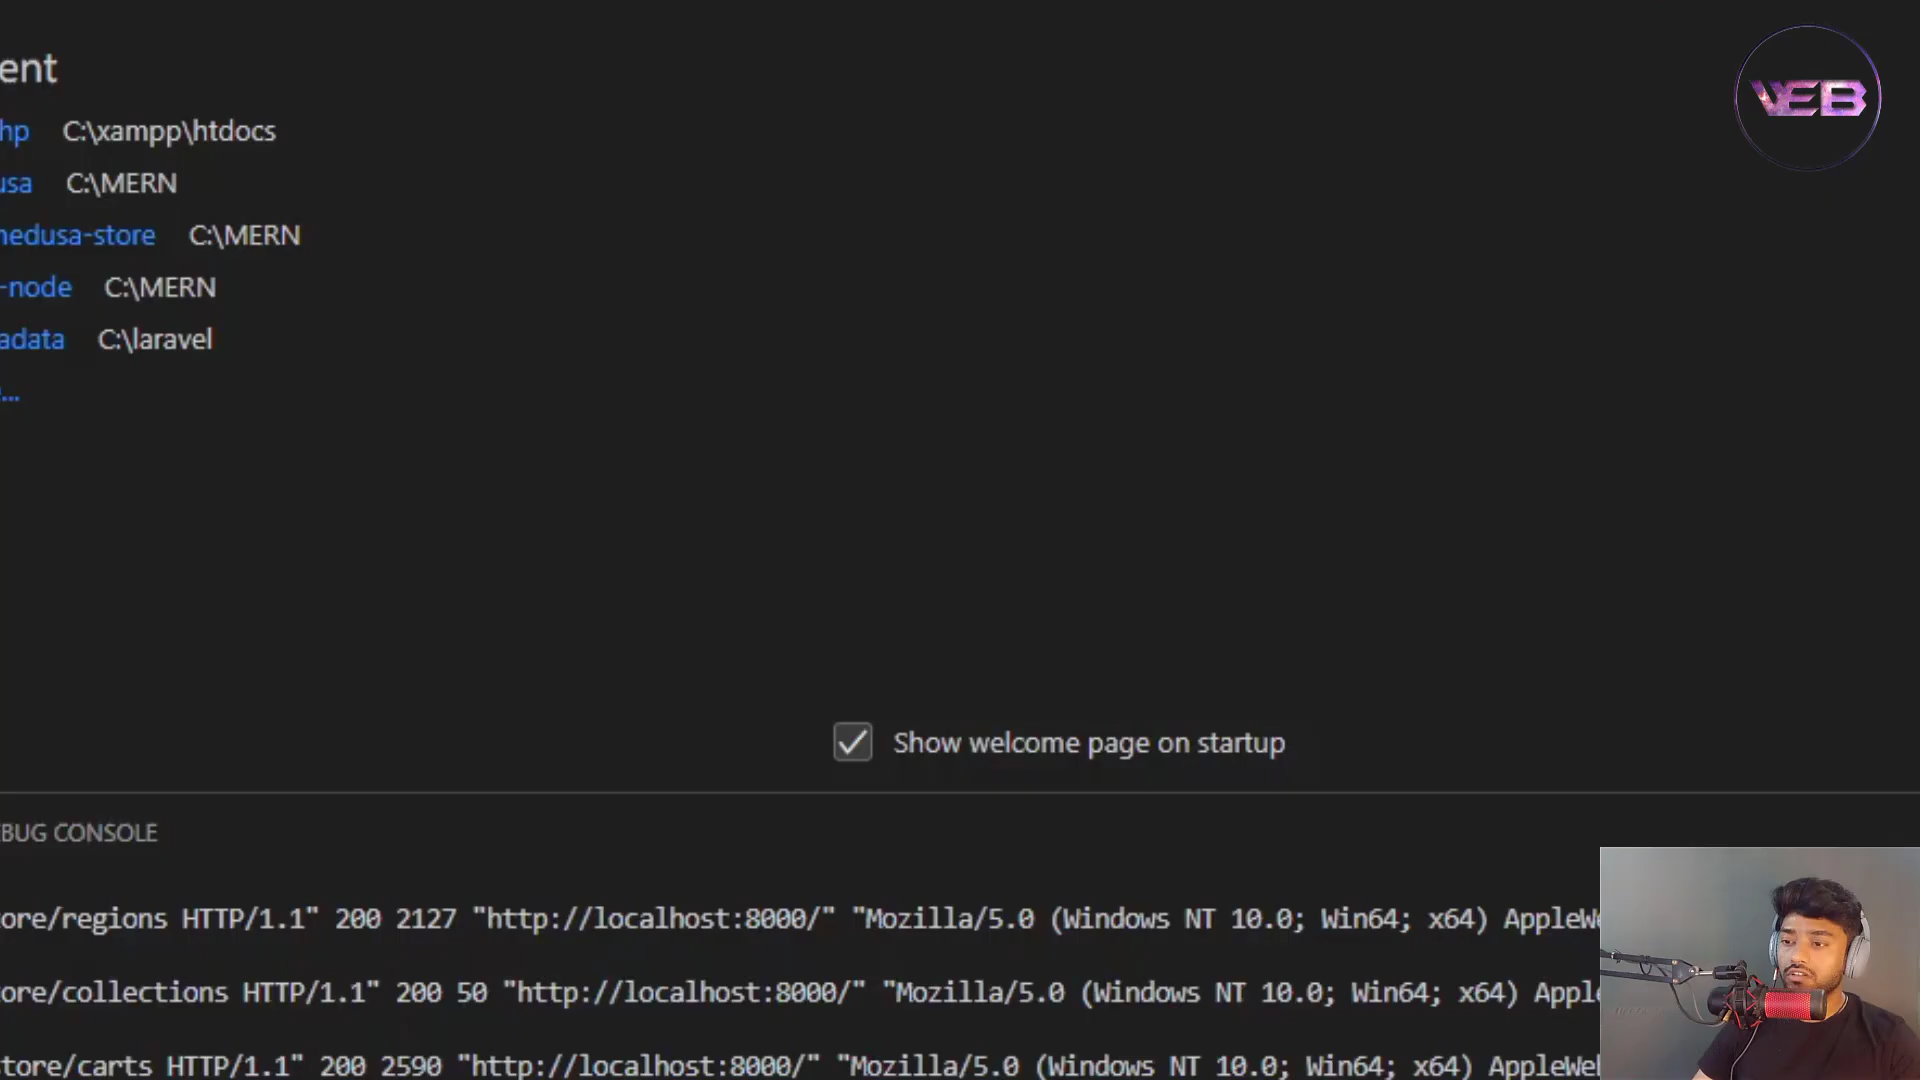 ent
WEB
hp C:\xampp\htdocs
usa C:\MERN
medusa-store C:\MERN
-node C:\MERN
adata C:\laravel
...
Show welcome page on startup
BUG CONSOLE
ore/regions HTTP/1.1" 200 2127 "http://localhost:8000/" "Mozilla/5.0 (Windows NT 10.0; Win64; x64) AppleWe
ore/collections HTTP/1.1" 200 50 "http://localhost:8000/" "Mozilla/5.0 (Windows NT 10.0; Win64; x64) Apple
tore/carts HTTP/1.1" 200 2590 "http://localhost:8000/" "Mozilla/5.0 (Windows NT 10.0; Win64; x64) AppleWeb